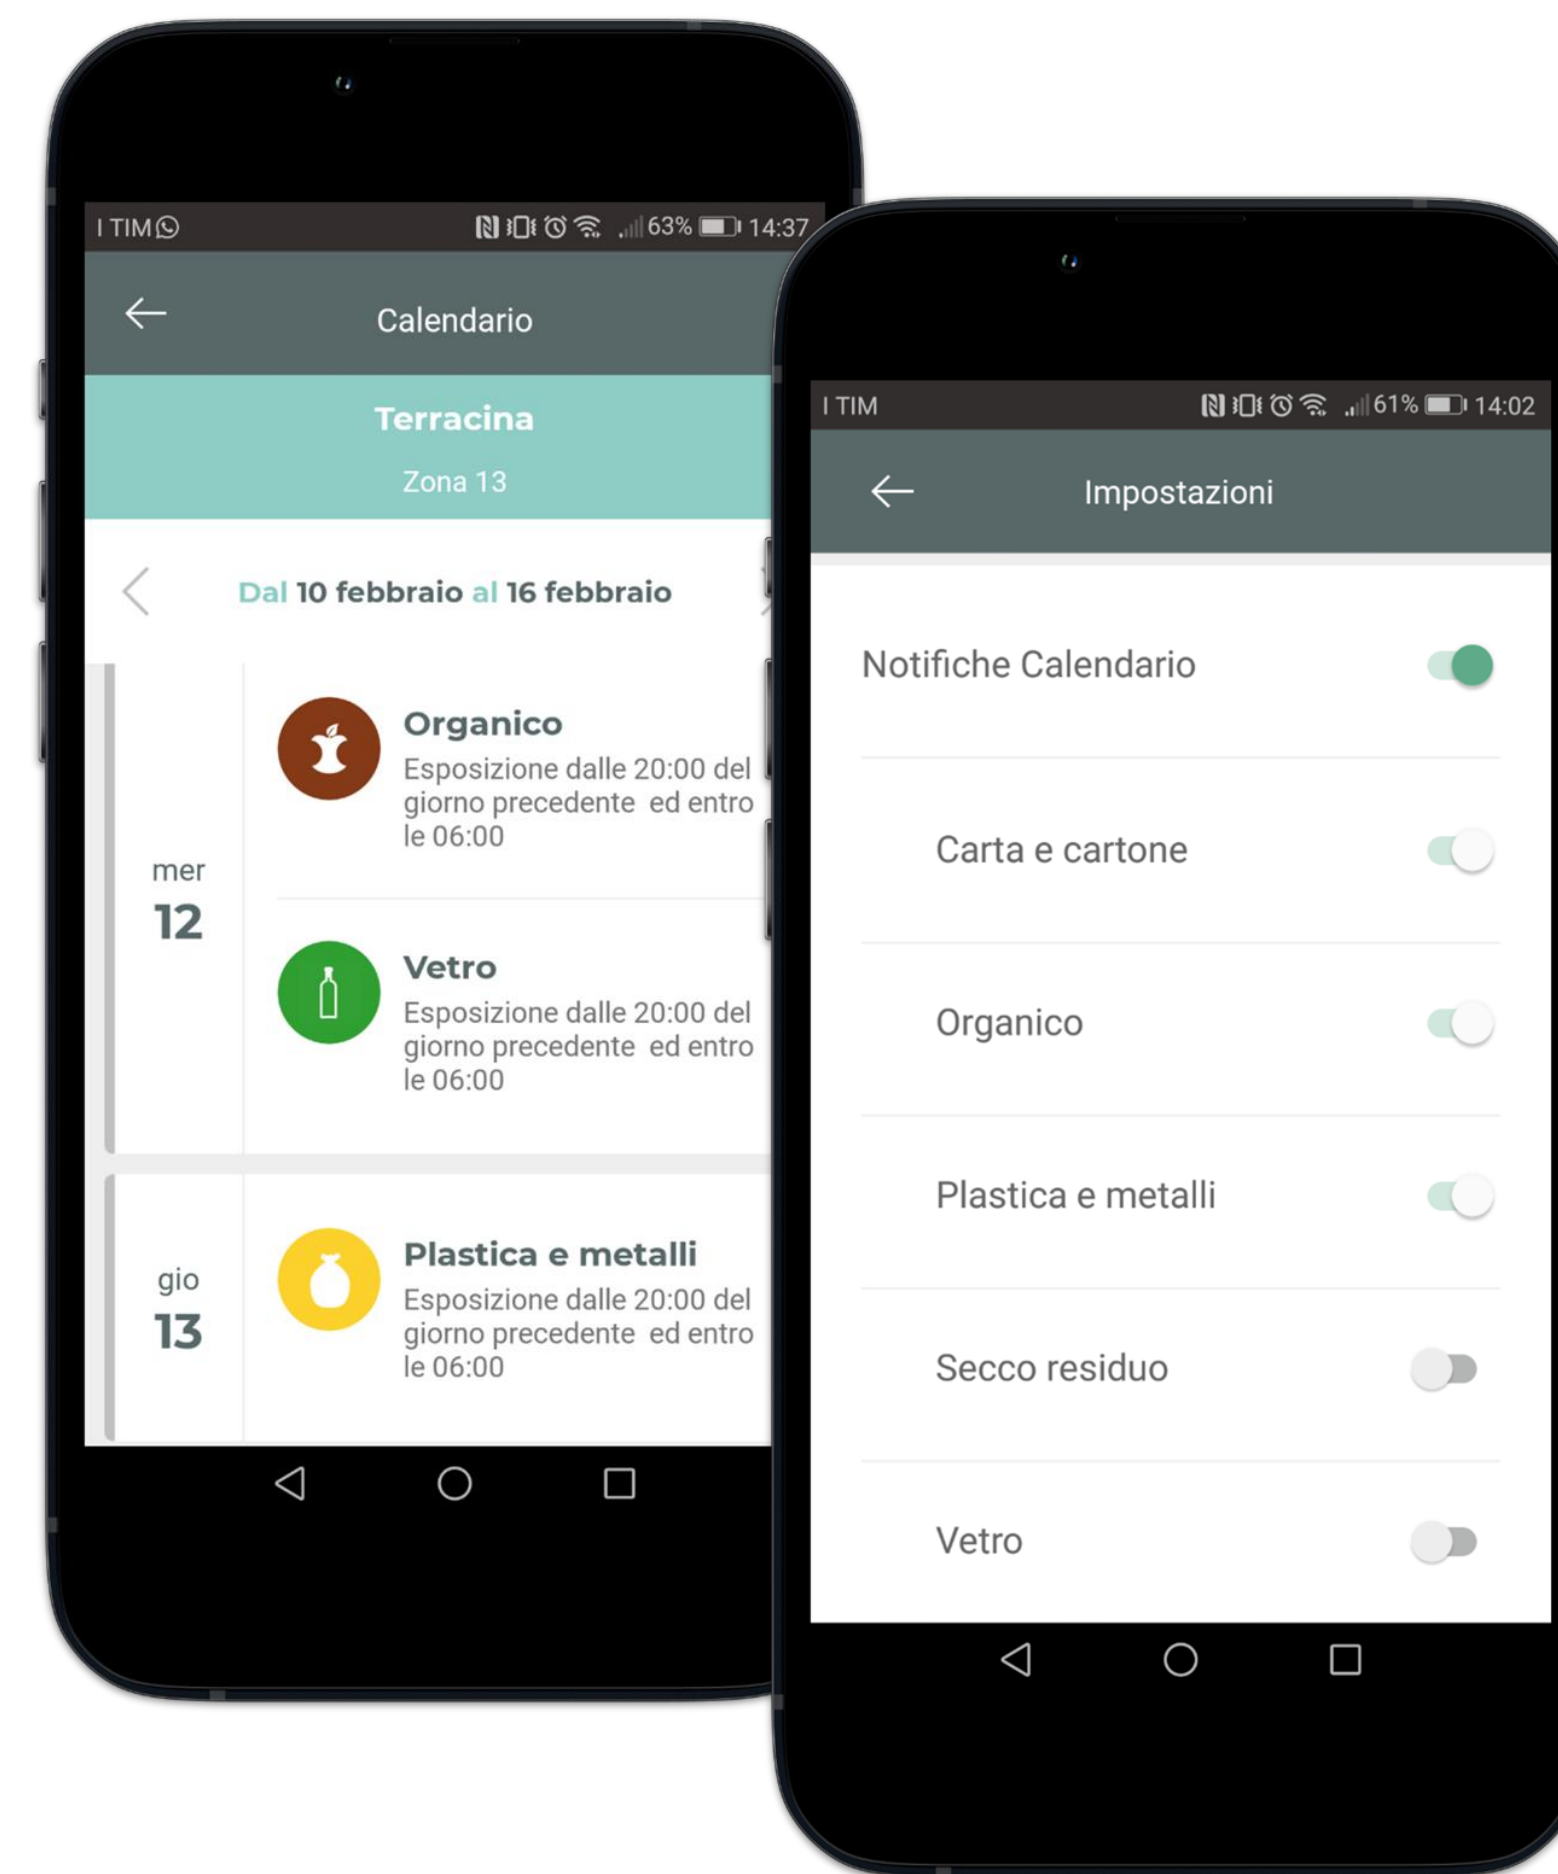 I TIM
63% 14:37
Calendario
Terracina
Zona 13
Dal 10 febbraio al 16 febbraio
mer
12
Organico
Esposizione dalle 20:00 del
giorno precedente ed entro
le 06:00
Vetro
Esposizione dalle 20:00 del
giorno precedente ed entro
le 06:00
gio
13
Plastica e metalli
Esposizione dalle 20:00 del
giorno precedente ed entro
le 06:00
I TIM
61% 14:02
Impostazioni
Notifiche Calendario
Carta e cartone
Organico
Plastica e metalli
Secco residuo
Vetro